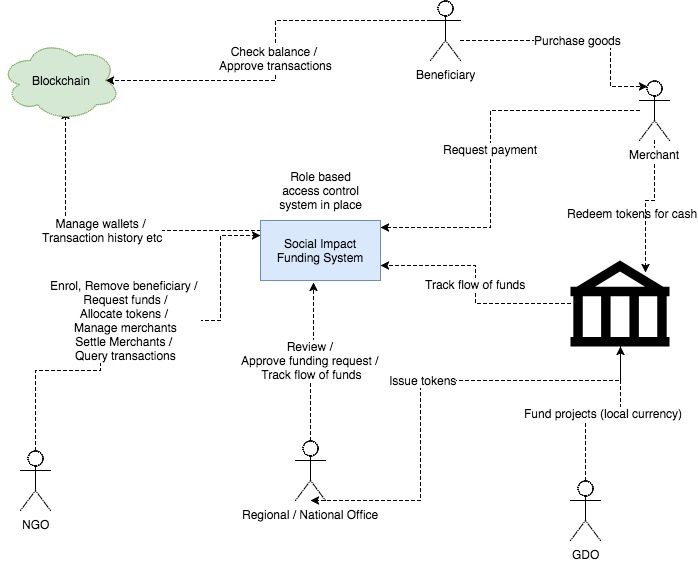 Purchase goods
Check balance /
Approve transactions
Beneficiary
Blockchain
Merchant
Request payment
Role based
access control
system in place
Redeem tokens for cash
Manage wallets /
Transaction history etc
Social Impact
Funding System
Track flow of funds
Enrol, Remove beneficiary /
Request funds /
Allocate tokens /
Manage merchants
Settle Merchants /
Query transactions
Review /
Approve funding request /
Track flow of funds
Issue tokens
Fund projects (local currency)
NGO
Regional / National Office
GDO